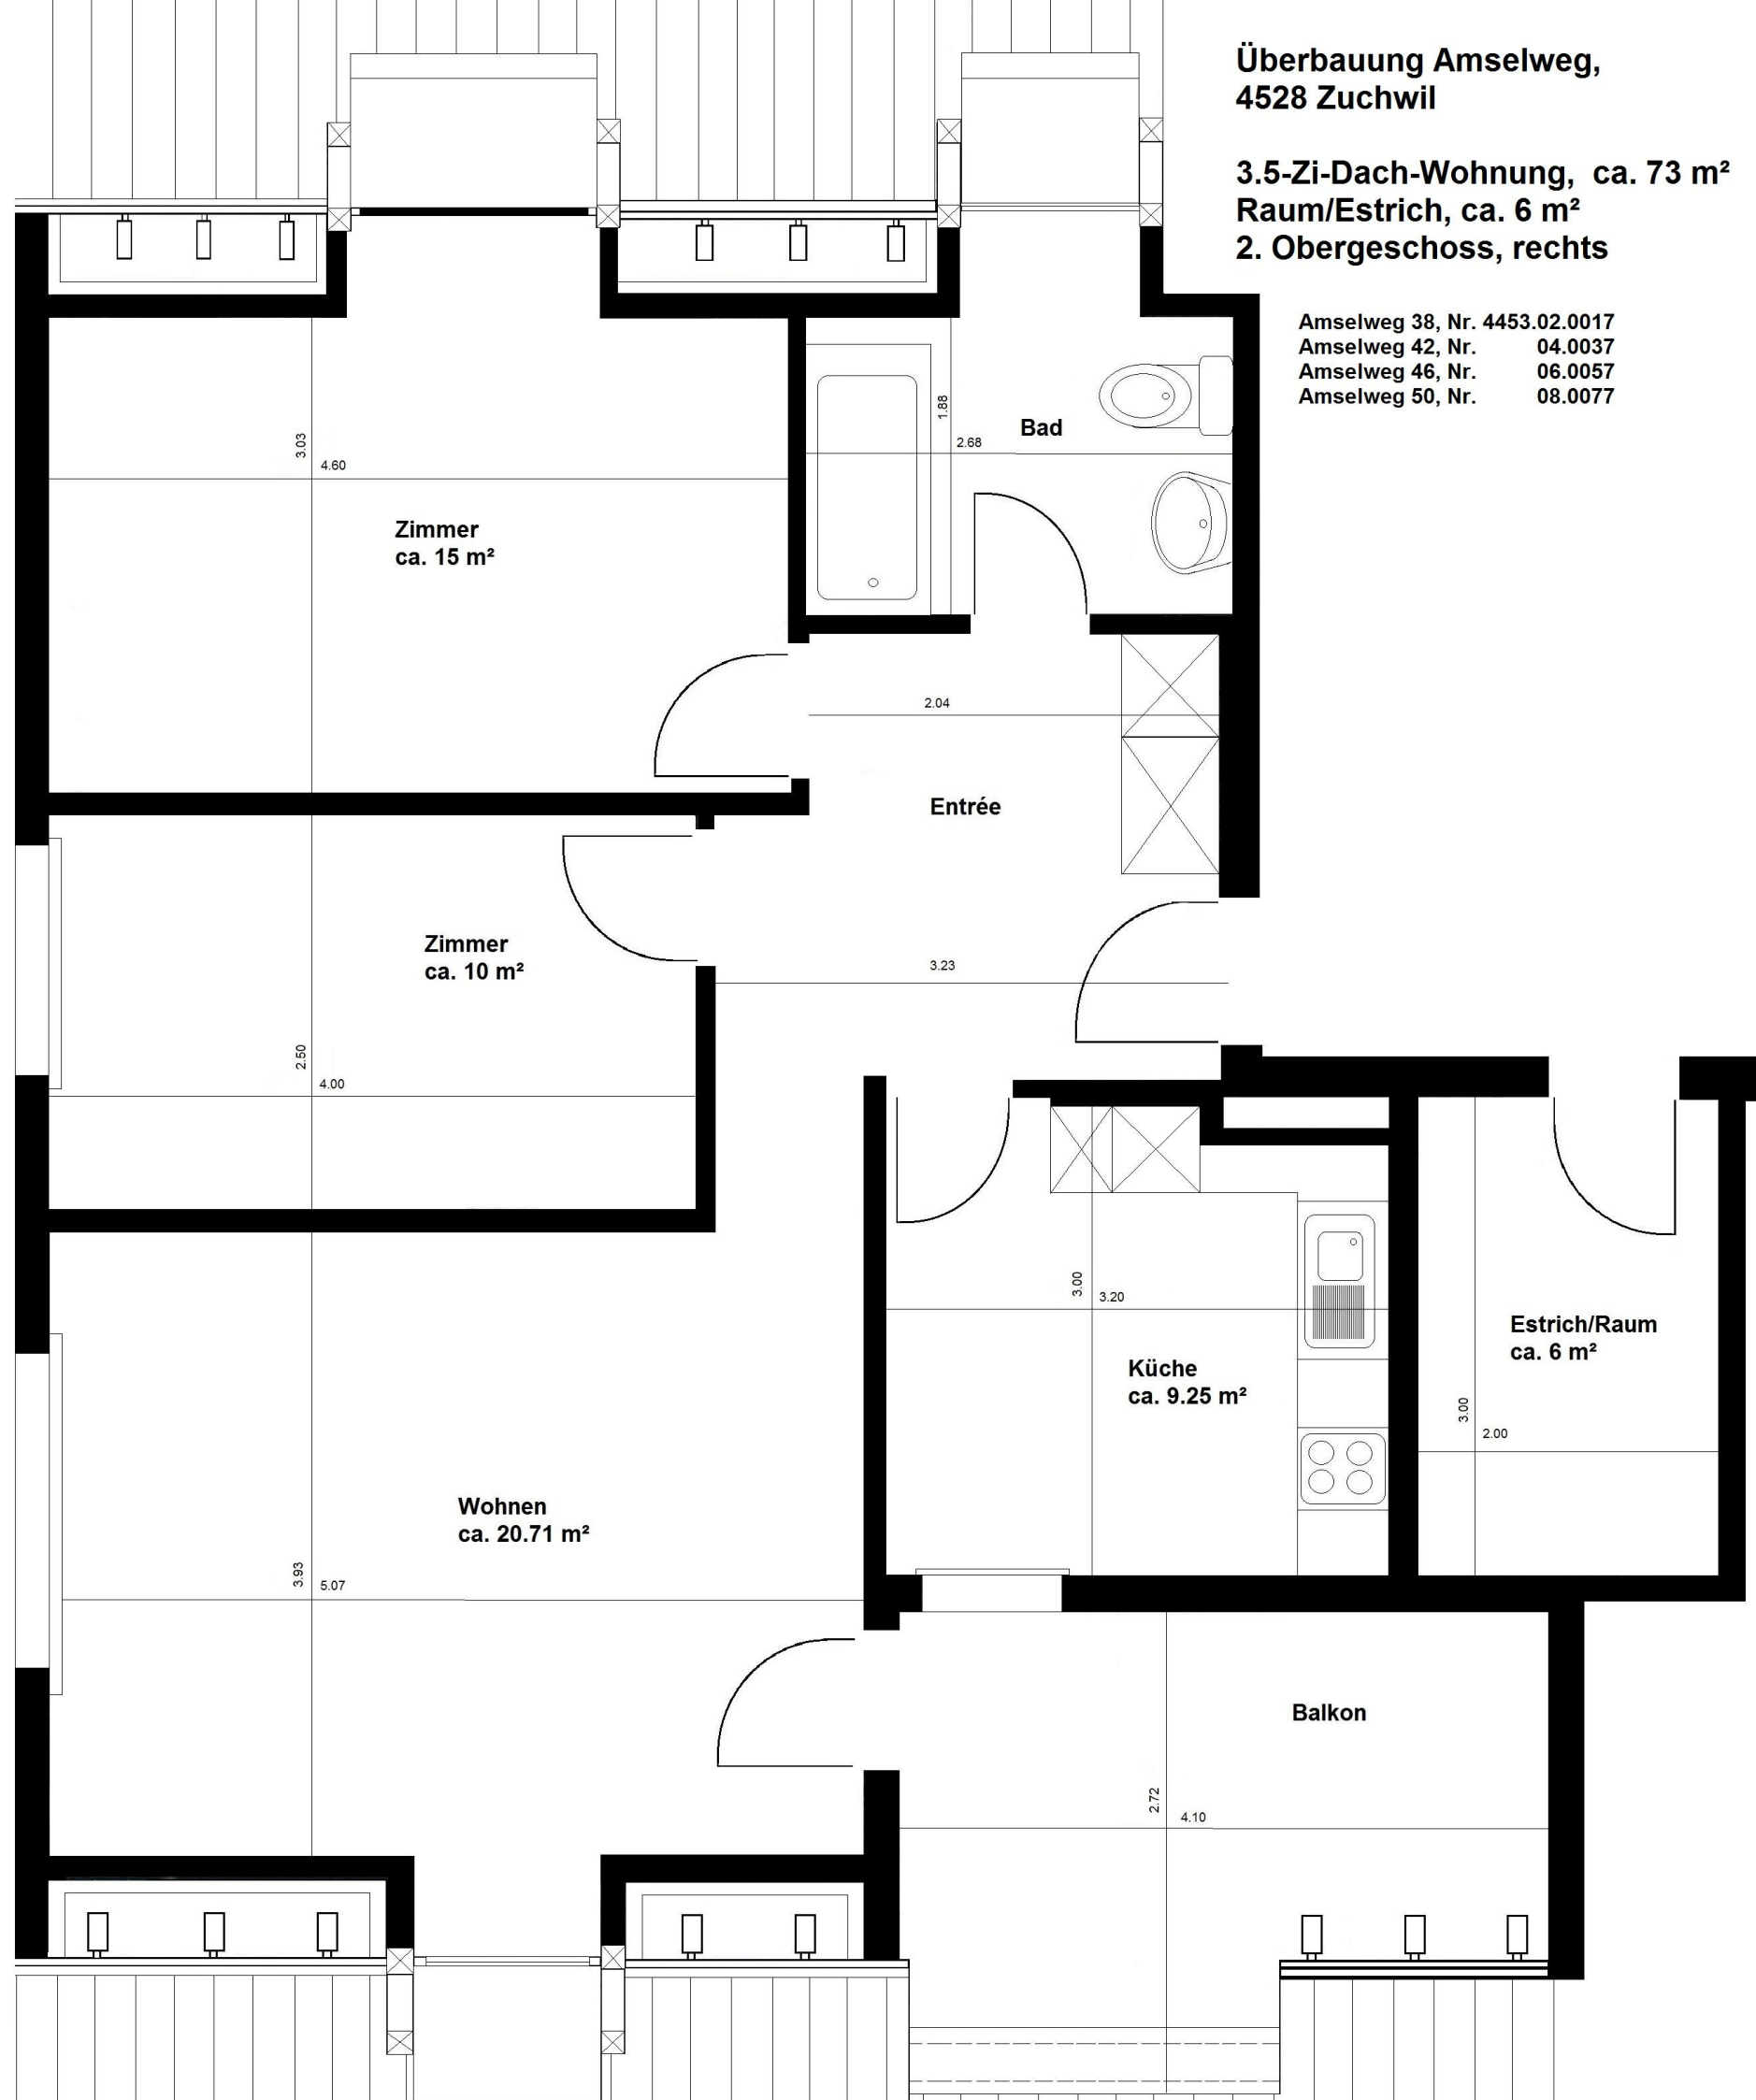 Überbauung Amselweg,
4528 Zuchwil
3.5-Zi-Dach-Wohnung, ca. 73 m²
Raum/Estrich, ca. 6 m²
2. Obergeschoss, rechts
Amselweg 38, Nr. 4453.02.0017
Amselweg 42, Nr. 04.0037
Amselweg 46, Nr. 06.0057
Amselweg 50, Nr. 08.0077
1.88
Bad
2.68
3.03
4.60
Zimmer
ca. 15 m²
2.04
Entrée
Zimmer
ca. 10 m²
3.23
2.50
4.00
3.00
3.20
Küche
ca. 9.25 m²
Estrich/Raum
ca. 6 m²
3.00
2.00
Wohnen
ca. 20.71 m²
3.93
5.07
Balkon
2.72
4.10